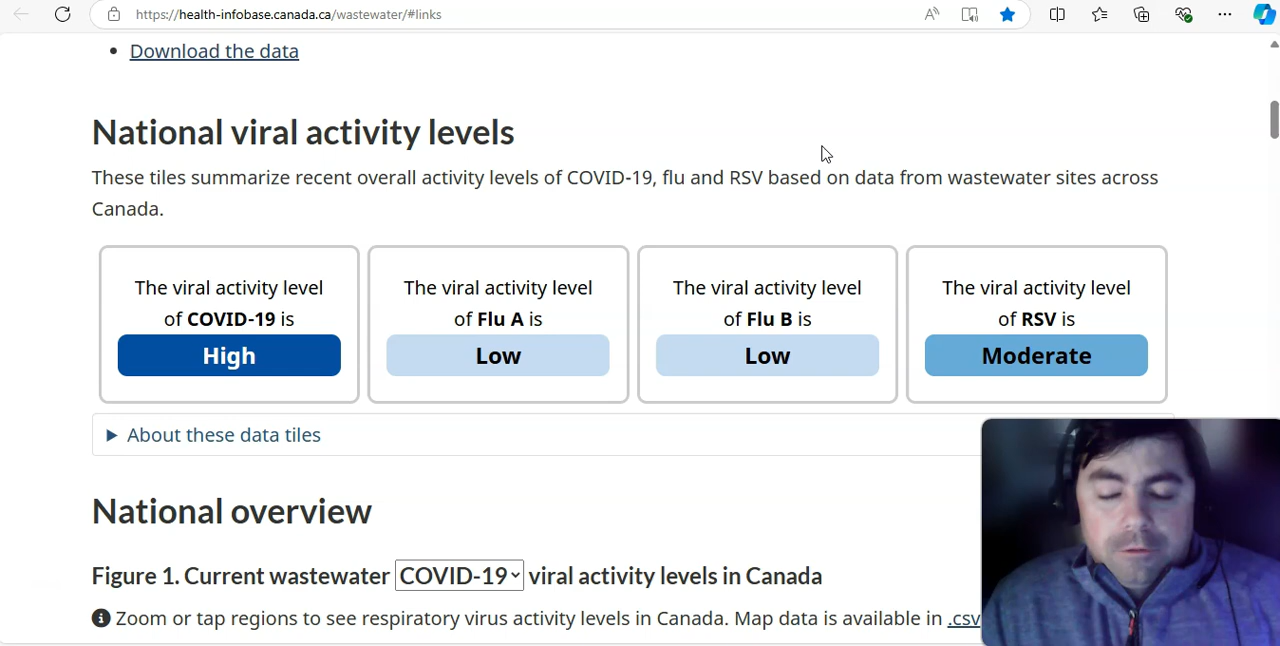 https://health-infobase.canada.ca/wastewater/#links
Download the data
National viral activity levels
These tiles summarize recent overall activity levels of COVID-19, flu and RSV based on data from wastewater sites across
Canada.
The viral activity level
of COVID-19 is
High
The viral activity level
of Flu A is
Low
The viral activity level
of Flu B is
Low
The viral activity level
of RSV is
Moderate
About these data tiles
National overview
Figure 1. Current wastewater COVID-19 viral activity levels in Canada
Zoom or tap regions to see respiratory virus activity levels in Canada. Map data is available in .csv